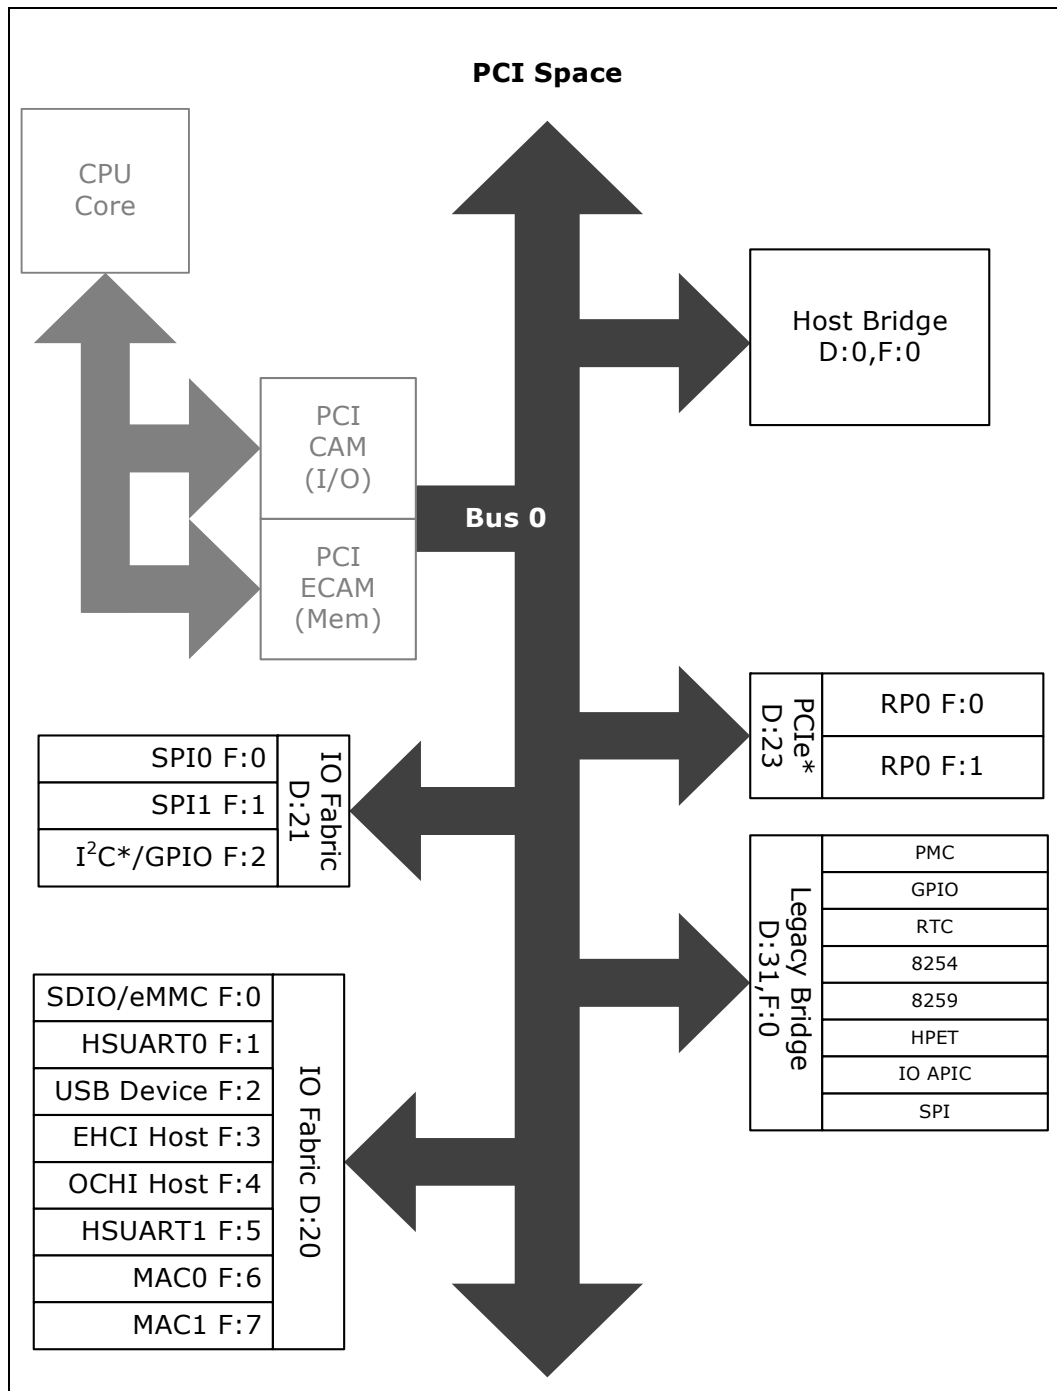 PCI Space
CPU
Core
Host Bridge
D:0,F:0
PCI
CAM
(I/O)
Bus 0
PCI
ECAM
(Mem)
PCIe*
D:23
RP0 F:0
RP0 F:1
SPI0 F:0
SPI1 F:1
I²C*/GPIO F:2
IO Fabric
D:21
Legacy Bridge
D:31,F:0
PMC
GPIO
RTC
8254
8259
HPET
IO APIC
SPI
SDIO/eMMC F:0
HSUART0 F:1
USB Device F:2
EHCI Host F:3
OCHI Host F:4
HSUART1 F:5
MAC0 F:6
MAC1 F:7
IO Fabric D:20